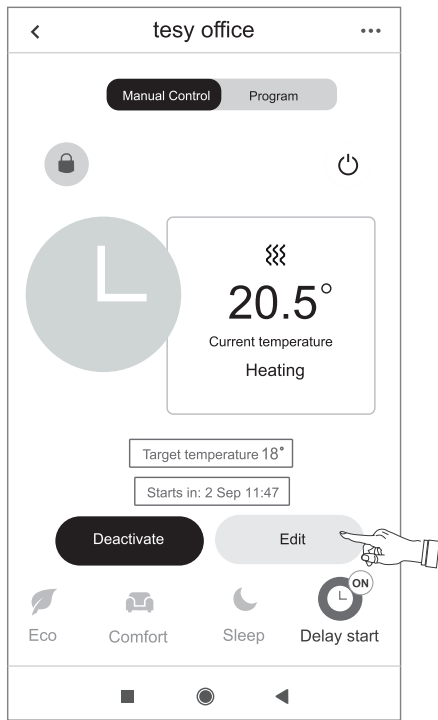 tesy office
Manual Control Program
20.5°
Current temperature
Heating
Target temperature 18°
Starts in: 2 Sep 11:47
Deactivate Edit
ON
Eco Comfort Sleep Delay start